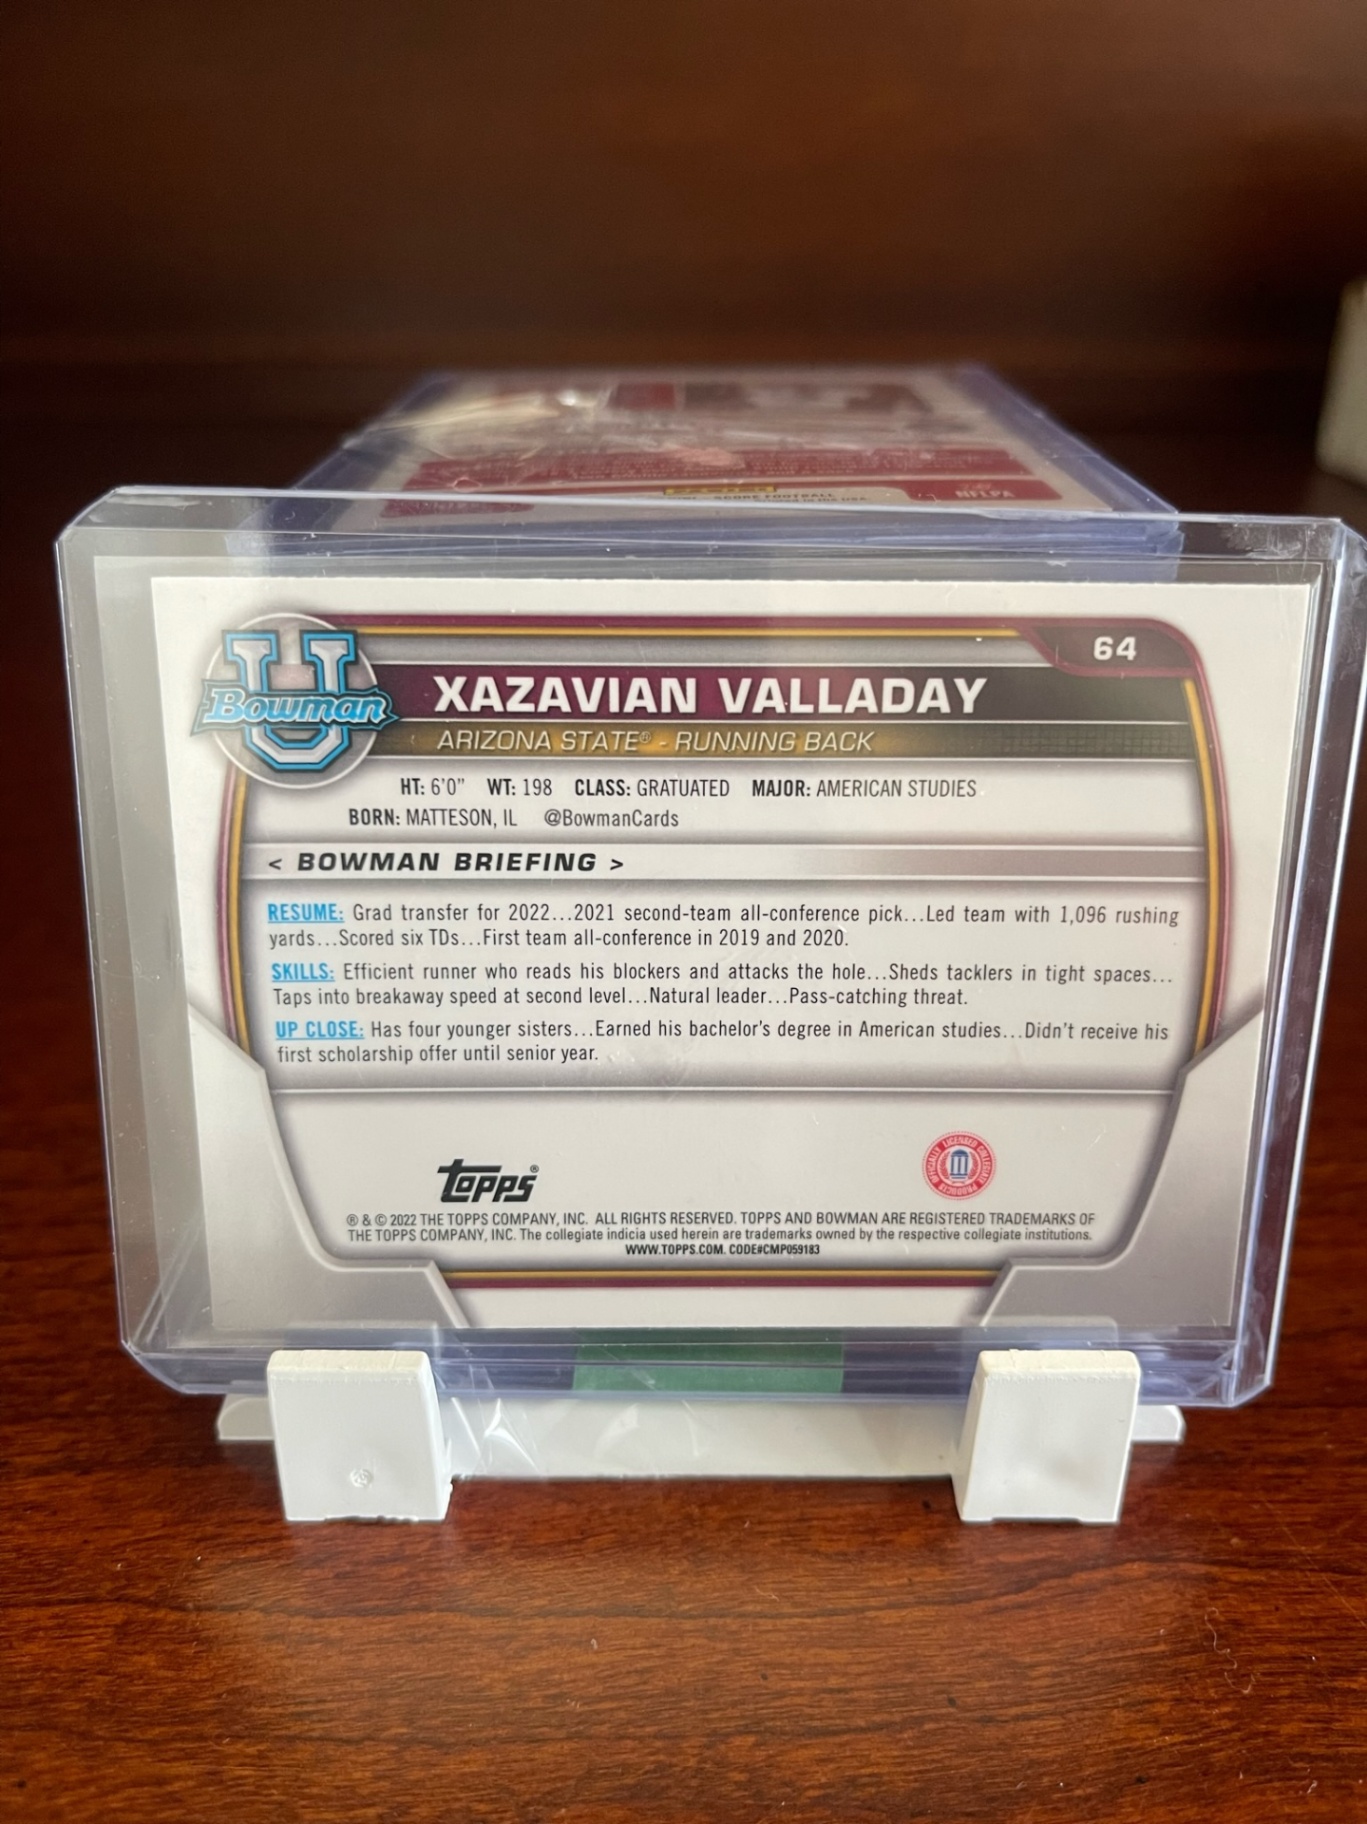 NFLPA
SCORE FOOTBALL
64
U
Bowman
XAZAVIAN VALLADAY
ARIZONA STATE® - RUNNING BACK
HT: 6'0" WT: 198 CLASS: GRATUATED MAJOR: AMERICAN STUDIES
BORN: MATTESON, IL @BowmanCards
< BOWMAN BRIEFING >
RESUME: Grad transfer for 2022...2021 second-team all-conference pick...Led team with 1,096 rushing
yards...Scored six TDs...First team all-conference in 2019 and 2020.
SKILLS: Efficient runner who reads his blockers and attacks the hole...Sheds tacklers in tight spaces...
Taps into breakaway speed at second level...Natural leader...Pass-catching threat.
UP CLOSE: Has four younger sisters...Earned his bachelor's degree in American studies...Didn't receive his
first scholarship offer until senior year.
Topps®
OFFICIALLY LICENSED COLLEGIATE PRODUCTS
® & © 2022 THE TOPPS COMPANY, INC. ALL RIGHTS RESERVED. TOPPS AND BOWMAN ARE REGISTERED TRADEMARKS OF
THE TOPPS COMPANY, INC. The collegiate indicia used herein are trademarks owned by the respective collegiate institutions.
WWW.TOPPS.COM. CODE#CMP059183